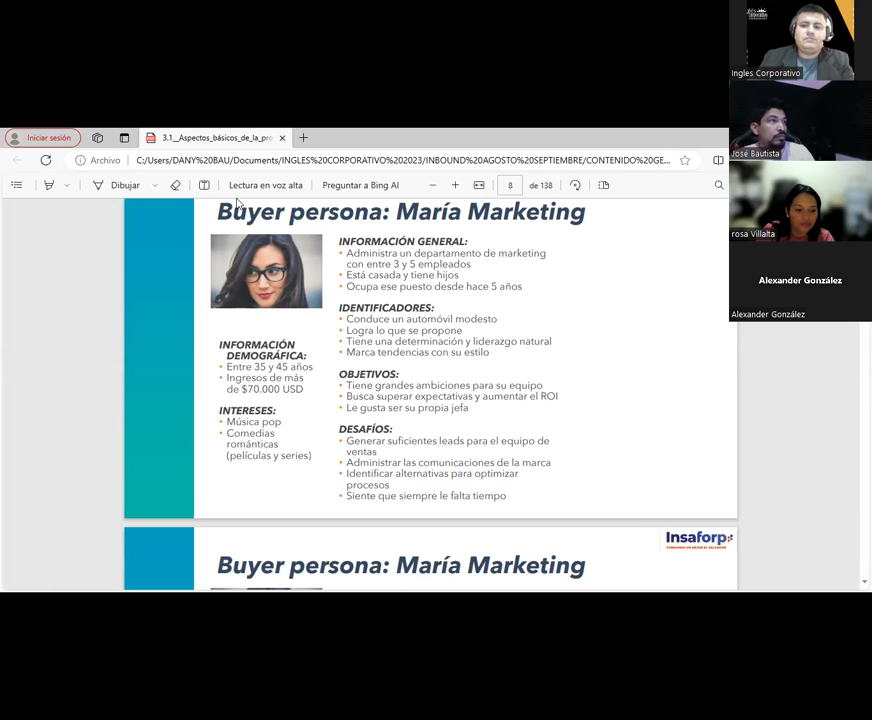 Iniciar sesión
3.1__Aspectos_básicos_de_la_pro
Archivo
C:/Users/DANY%20BAU/Documents/INGLES%20CORPORATIVO%202023/INBOUND%20AGOSTO%20SEPTIEMBRE/CONTENIDO%20GE...
Dibujar
Lectura en voz alta
Preguntar a Bing AI
8
de 138
Buyer persona: María Marketing
INFORMACIÓN GENERAL:
• Administra un departamento de marketing
con entre 3 y 5 empleados
• Está casada y tiene hijos
• Ocupa ese puesto desde hace 5 años
IDENTIFICADORES:
• Conduce un automóvil modesto
• Logra lo que se propone
• Tiene una determinación y liderazgo natural
• Marca tendencias con su estilo
INFORMACIÓN
DEMOGRÁFICA:
• Entre 35 y 45 años
• Ingresos de más
de $70.000 USD
OBJETIVOS:
• Tiene grandes ambiciones para su equipo
• Busca superar expectativas y aumentar el ROI
• Le gusta ser su propia jefa
INTERESES:
• Música pop
• Comedias
románticas
(películas y series)
DESAFÍOS:
• Generar suficientes leads para el equipo de
ventas
• Administrar las comunicaciones de la marca
• Identificar alternativas para optimizar
procesos
• Siente que siempre le falta tiempo
Insaforp
Buyer persona: María Marketing
Ingles Corporativo
José Bautista
rosa Villalta
Alexander González
Alexander González